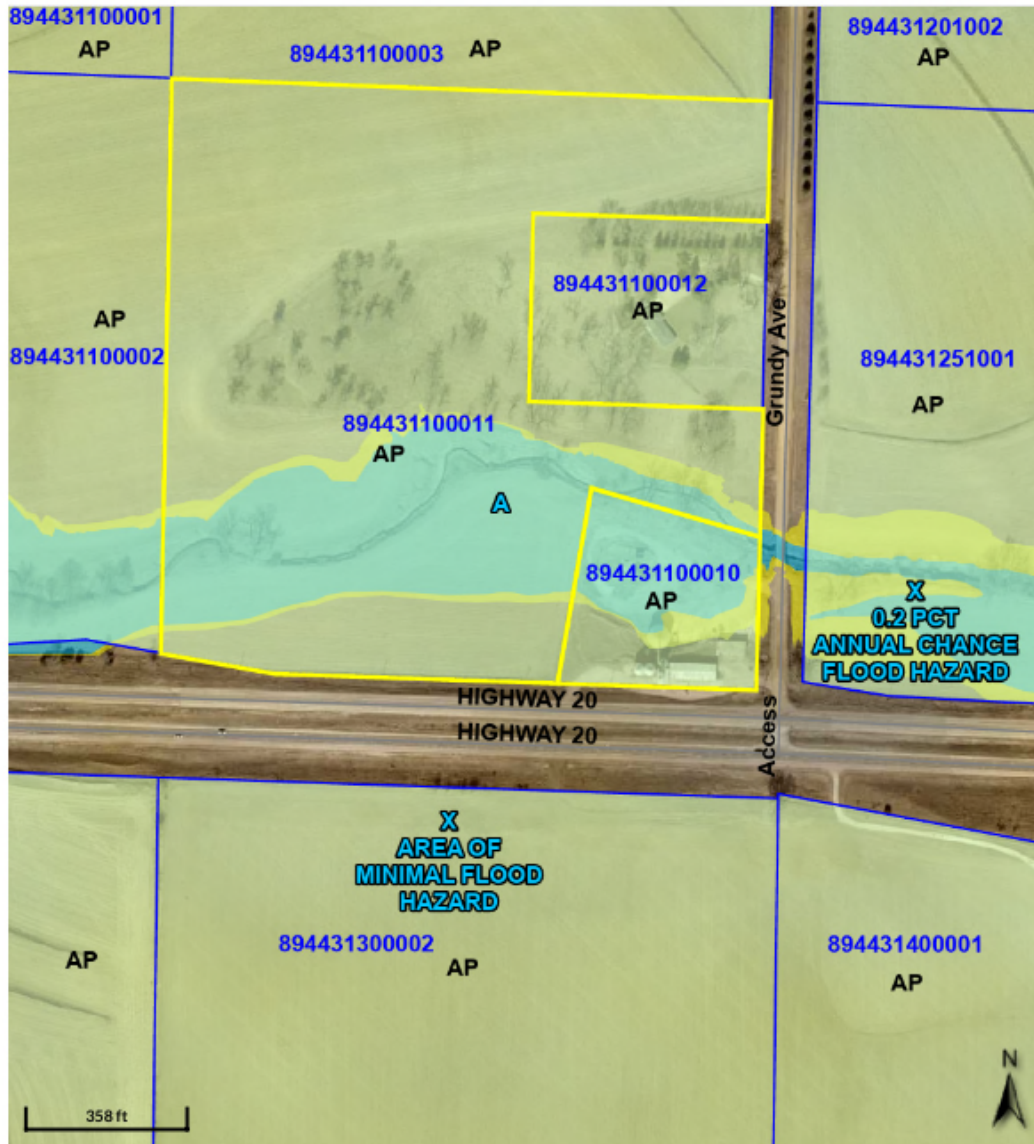 894431100001
AP
894431100003
AP
894431201002
AP
894431100012
AP
AP
894431100002
Grundy Ave
894431251001
AP
894431100011
AP
A
894431100010
AP
X
0.2 PCT
ANNUAL CHANCE
FLOOD HAZARD
HIGHWAY 20
HIGHWAY 20
Access
X
AREA OF
MINIMAL FLOOD
HAZARD
894431300002
AP
AP
894431400001
AP
N
358 ft